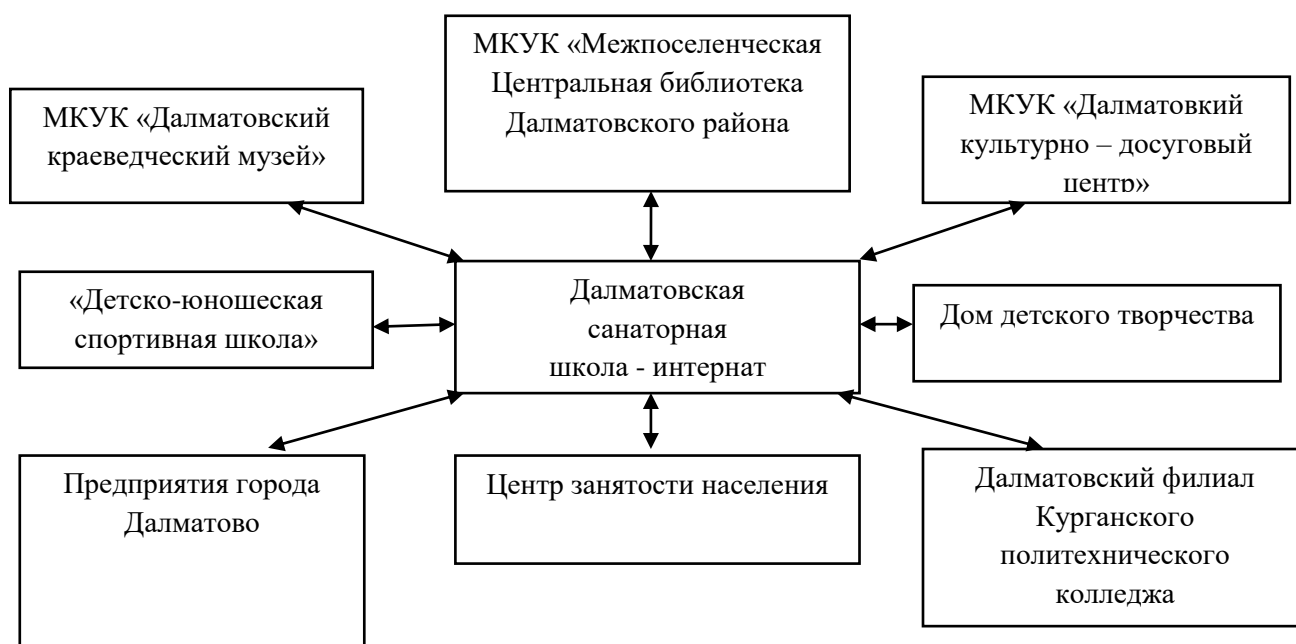 МКУК «Межпоселенческая
Центральная библиотека
Далматовского района
МКУК «Далматовский
краеведческий музей»
МКУК «Далматовкий
культурно – досуговый
центр»
«Детско-юношеская
спортивная школа»
Далматовская
санаторная
школа - интернат
Дом детского творчества
Предприятия города
Далматово
Центр занятости населения
Далматовский филиал
Курганского
политехнического
колледжа